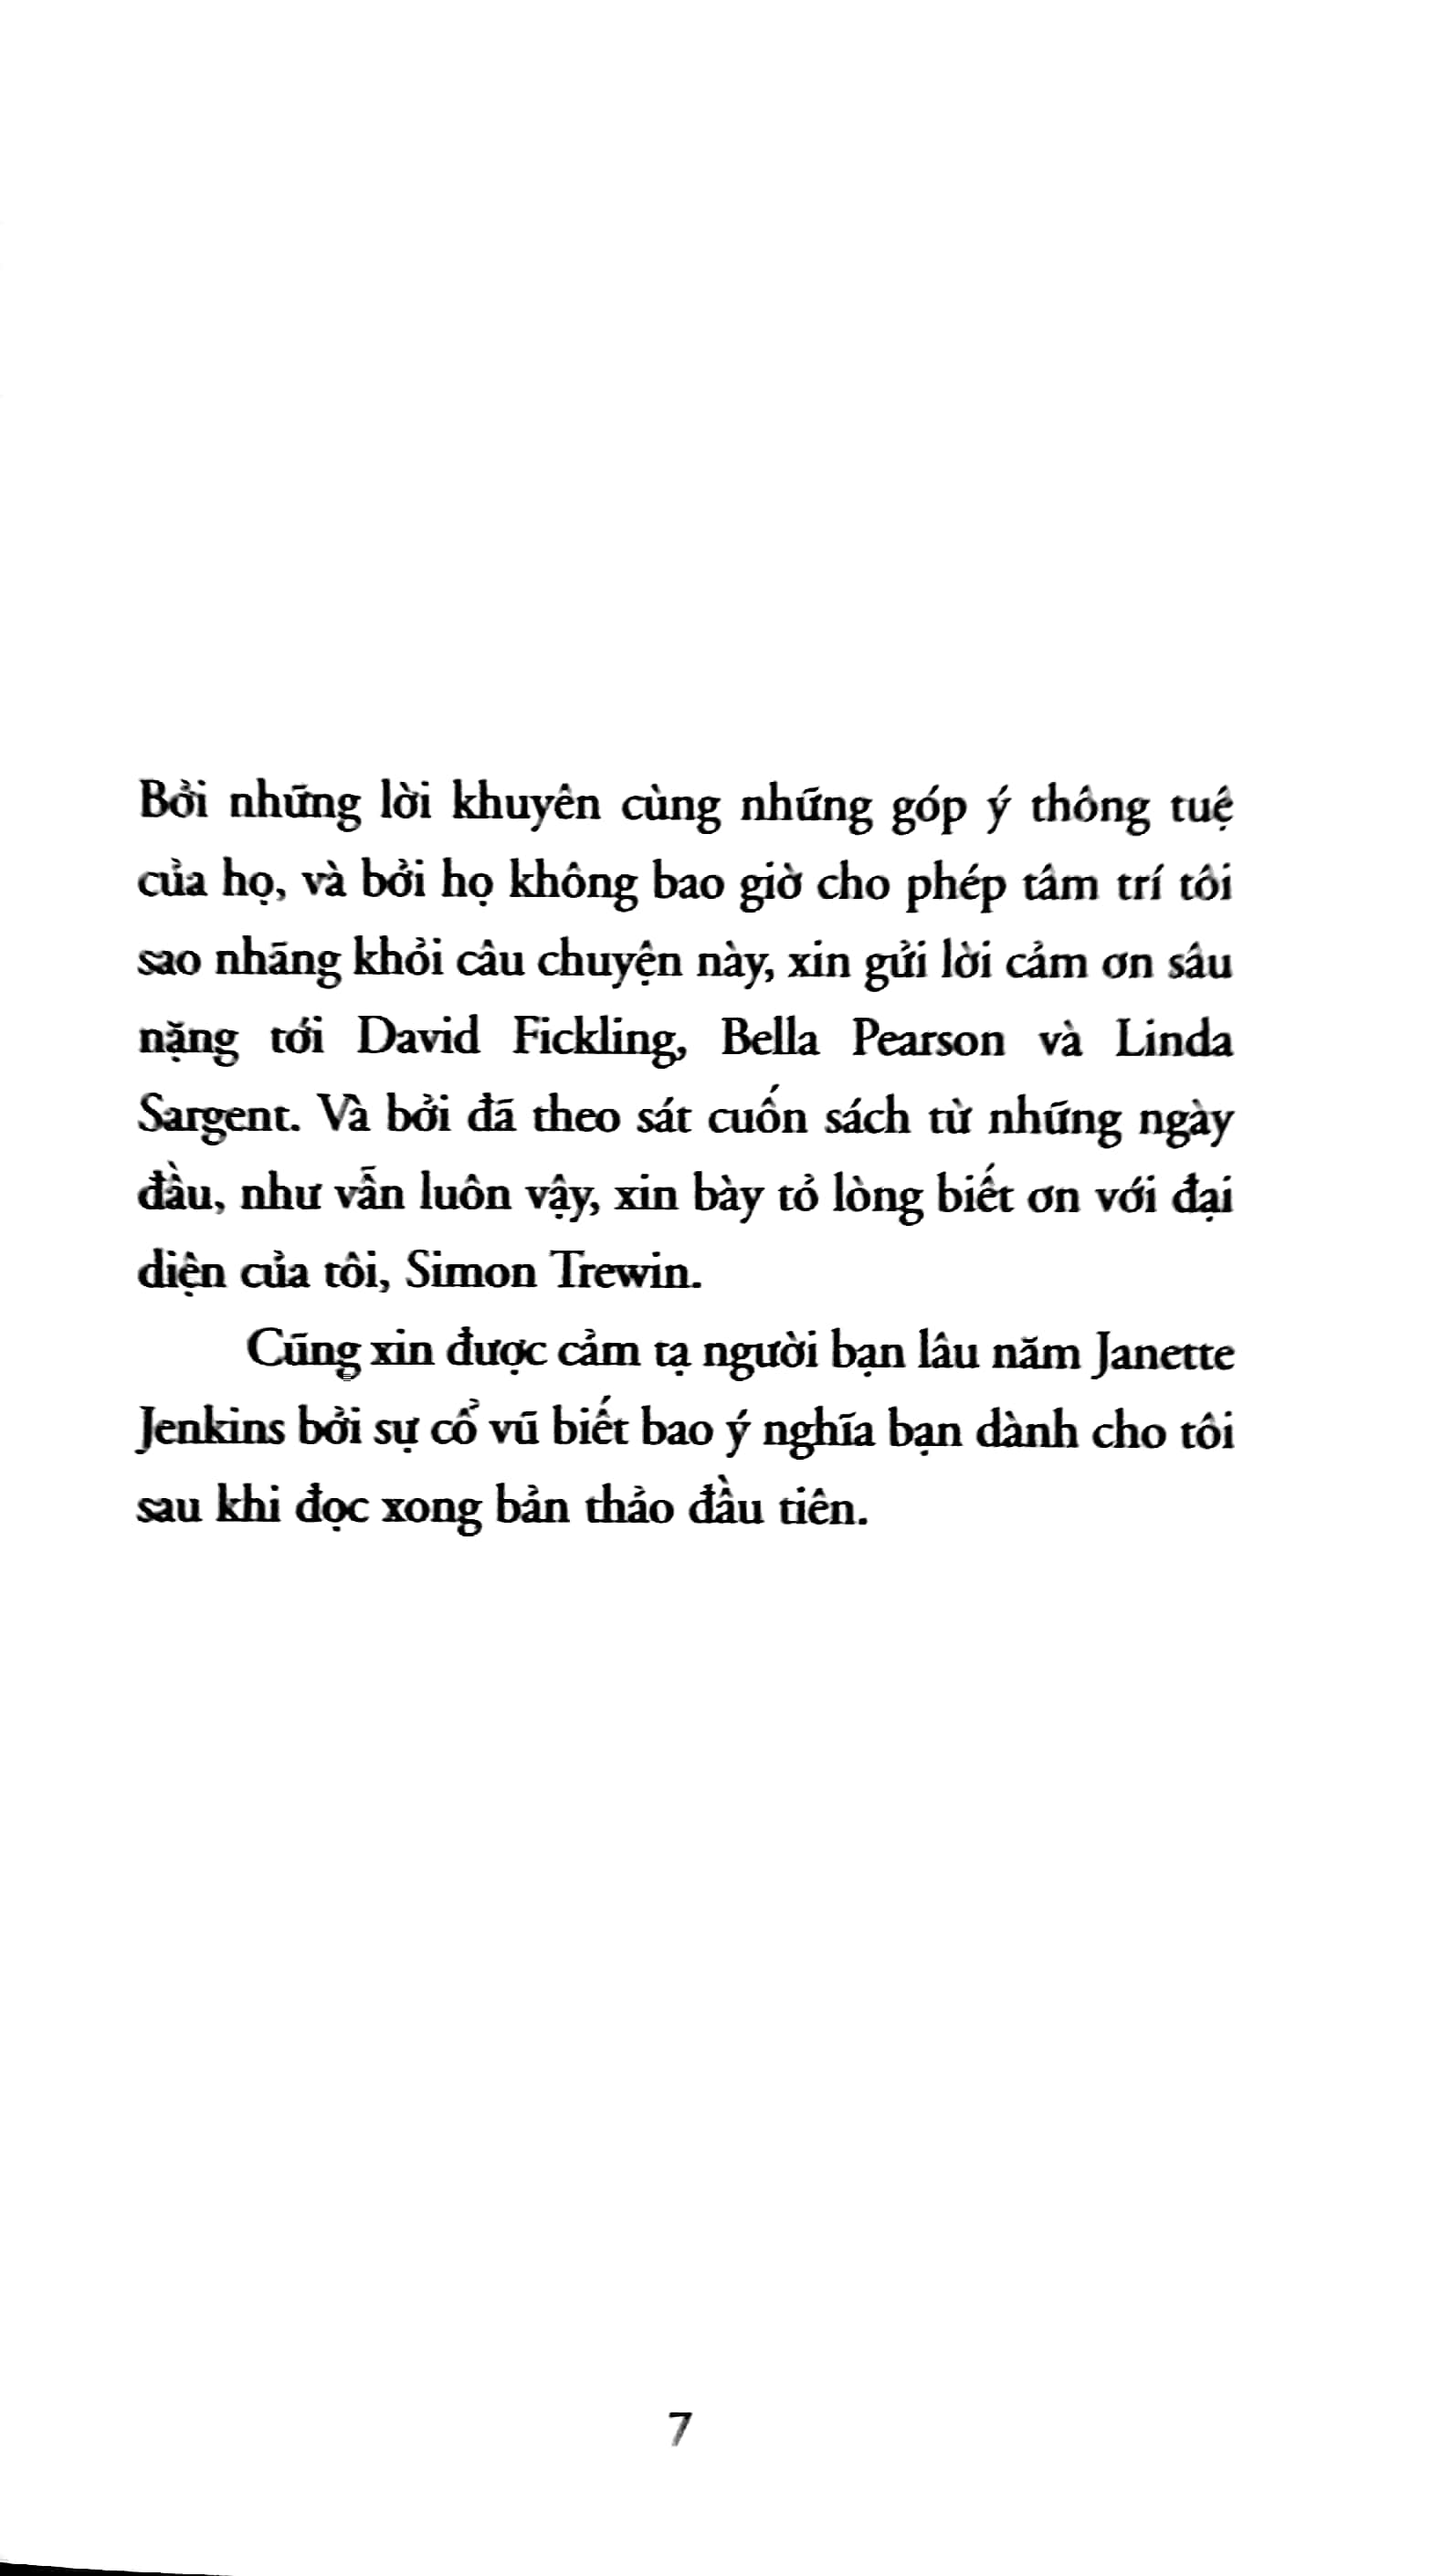 Bởi những lời khuyên cùng những góp ý thông tuệ
của họ, và bởi họ không bao giờ cho phép tâm trí tôi
sao nhãng khỏi câu chuyện này, xin gửi lời cảm ơn sâu
nặng tới David Fickling, Bella Pearson và Linda
Sargent. Và bởi đã theo sát cuốn sách từ những ngày
đầu, như vẫn luôn vậy, xin bày tỏ lòng biết ơn với đại
diện của tôi, Simon Trewin.
Cũng xin được cảm tạ người bạn lâu năm Janette
Jenkins bởi sự cổ vũ biết bao ý nghĩa bạn dành cho tôi
sau khi đọc xong bản thảo đầu tiên.
7